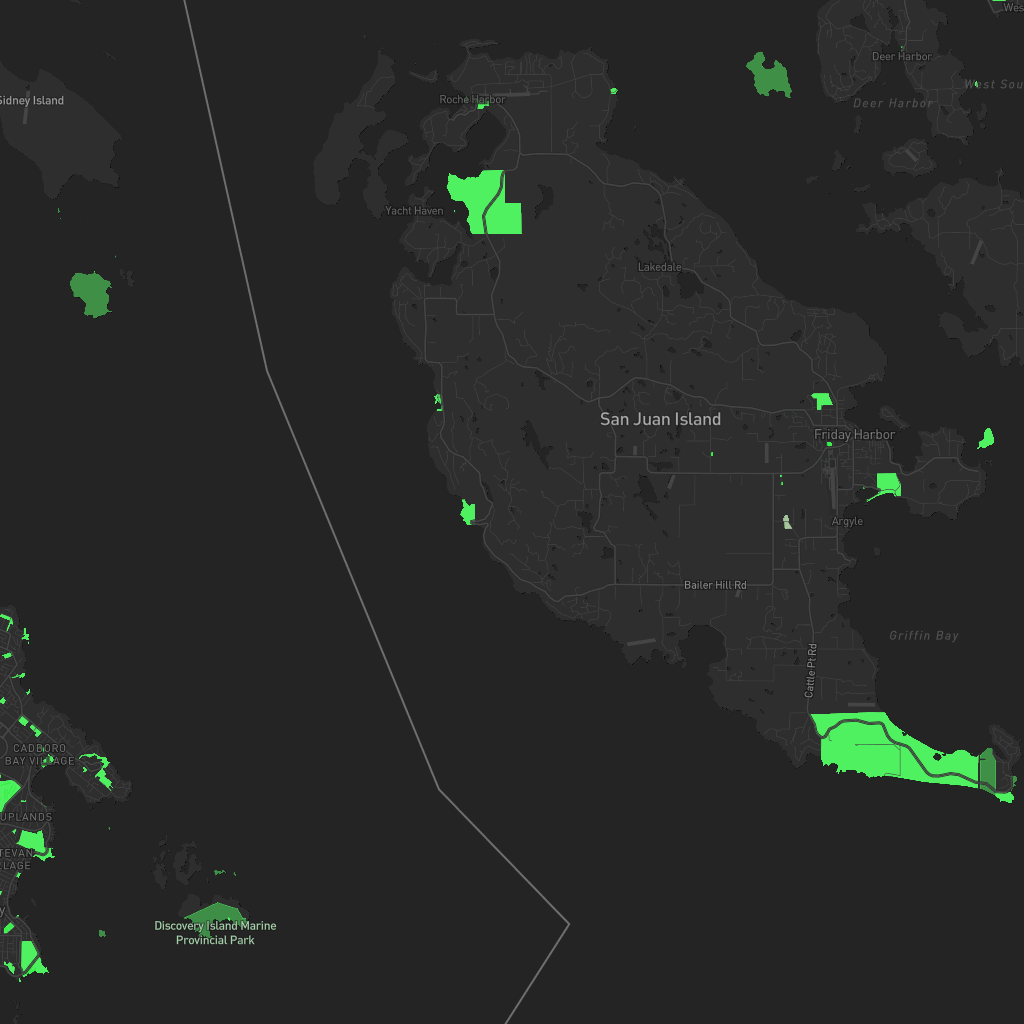 Wes
Deer Harbor
West Sou
Sidney Island
Roche Harbor
Deer Harbor
Yacht Haven
Lakedale
San Juan Island
Friday Harbor
Argyle
Bailer Hill Rd
Griffin Bay
Cattle Pt Rd
CADBORO
BAY VILLAGE
UPLANDS
TEVAN
LLAGE
y
Discovery Island Marine
Provincial Park